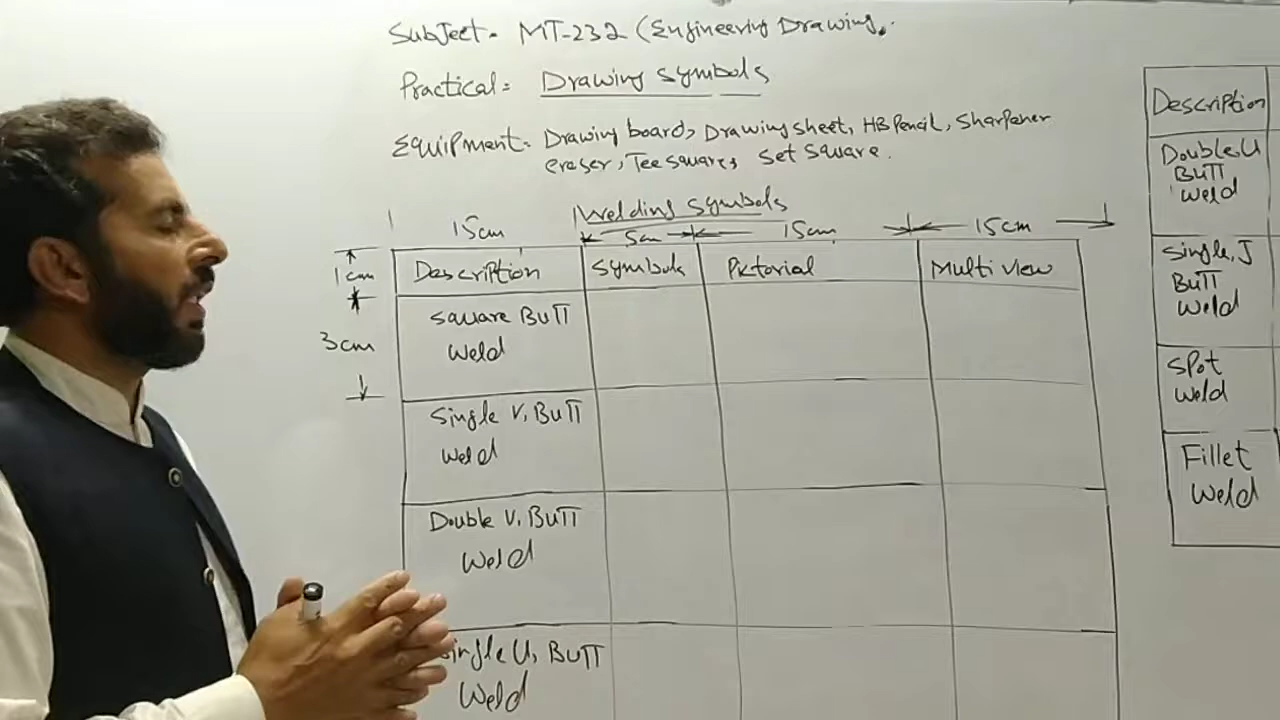 Subject= MT-232 (Engineering Drawing.
Practical= Drawing symbols
Equipment= Drawing board, Drawing sheet, HB Pencil, Sharpener
eraser, Tee square, set square.
Welding symbols
15cm 5cm 15cm 15cm
1cm
3cm
Description Symbols Pictorial Multi view
Square Butt
Weld
Single V, Butt
Weld
Double V, Butt
Weld
Single U, Butt
Weld
Description
Double U
Butt
Weld
Single, J
Butt
Weld
Spot
Weld
Fillet
Weld